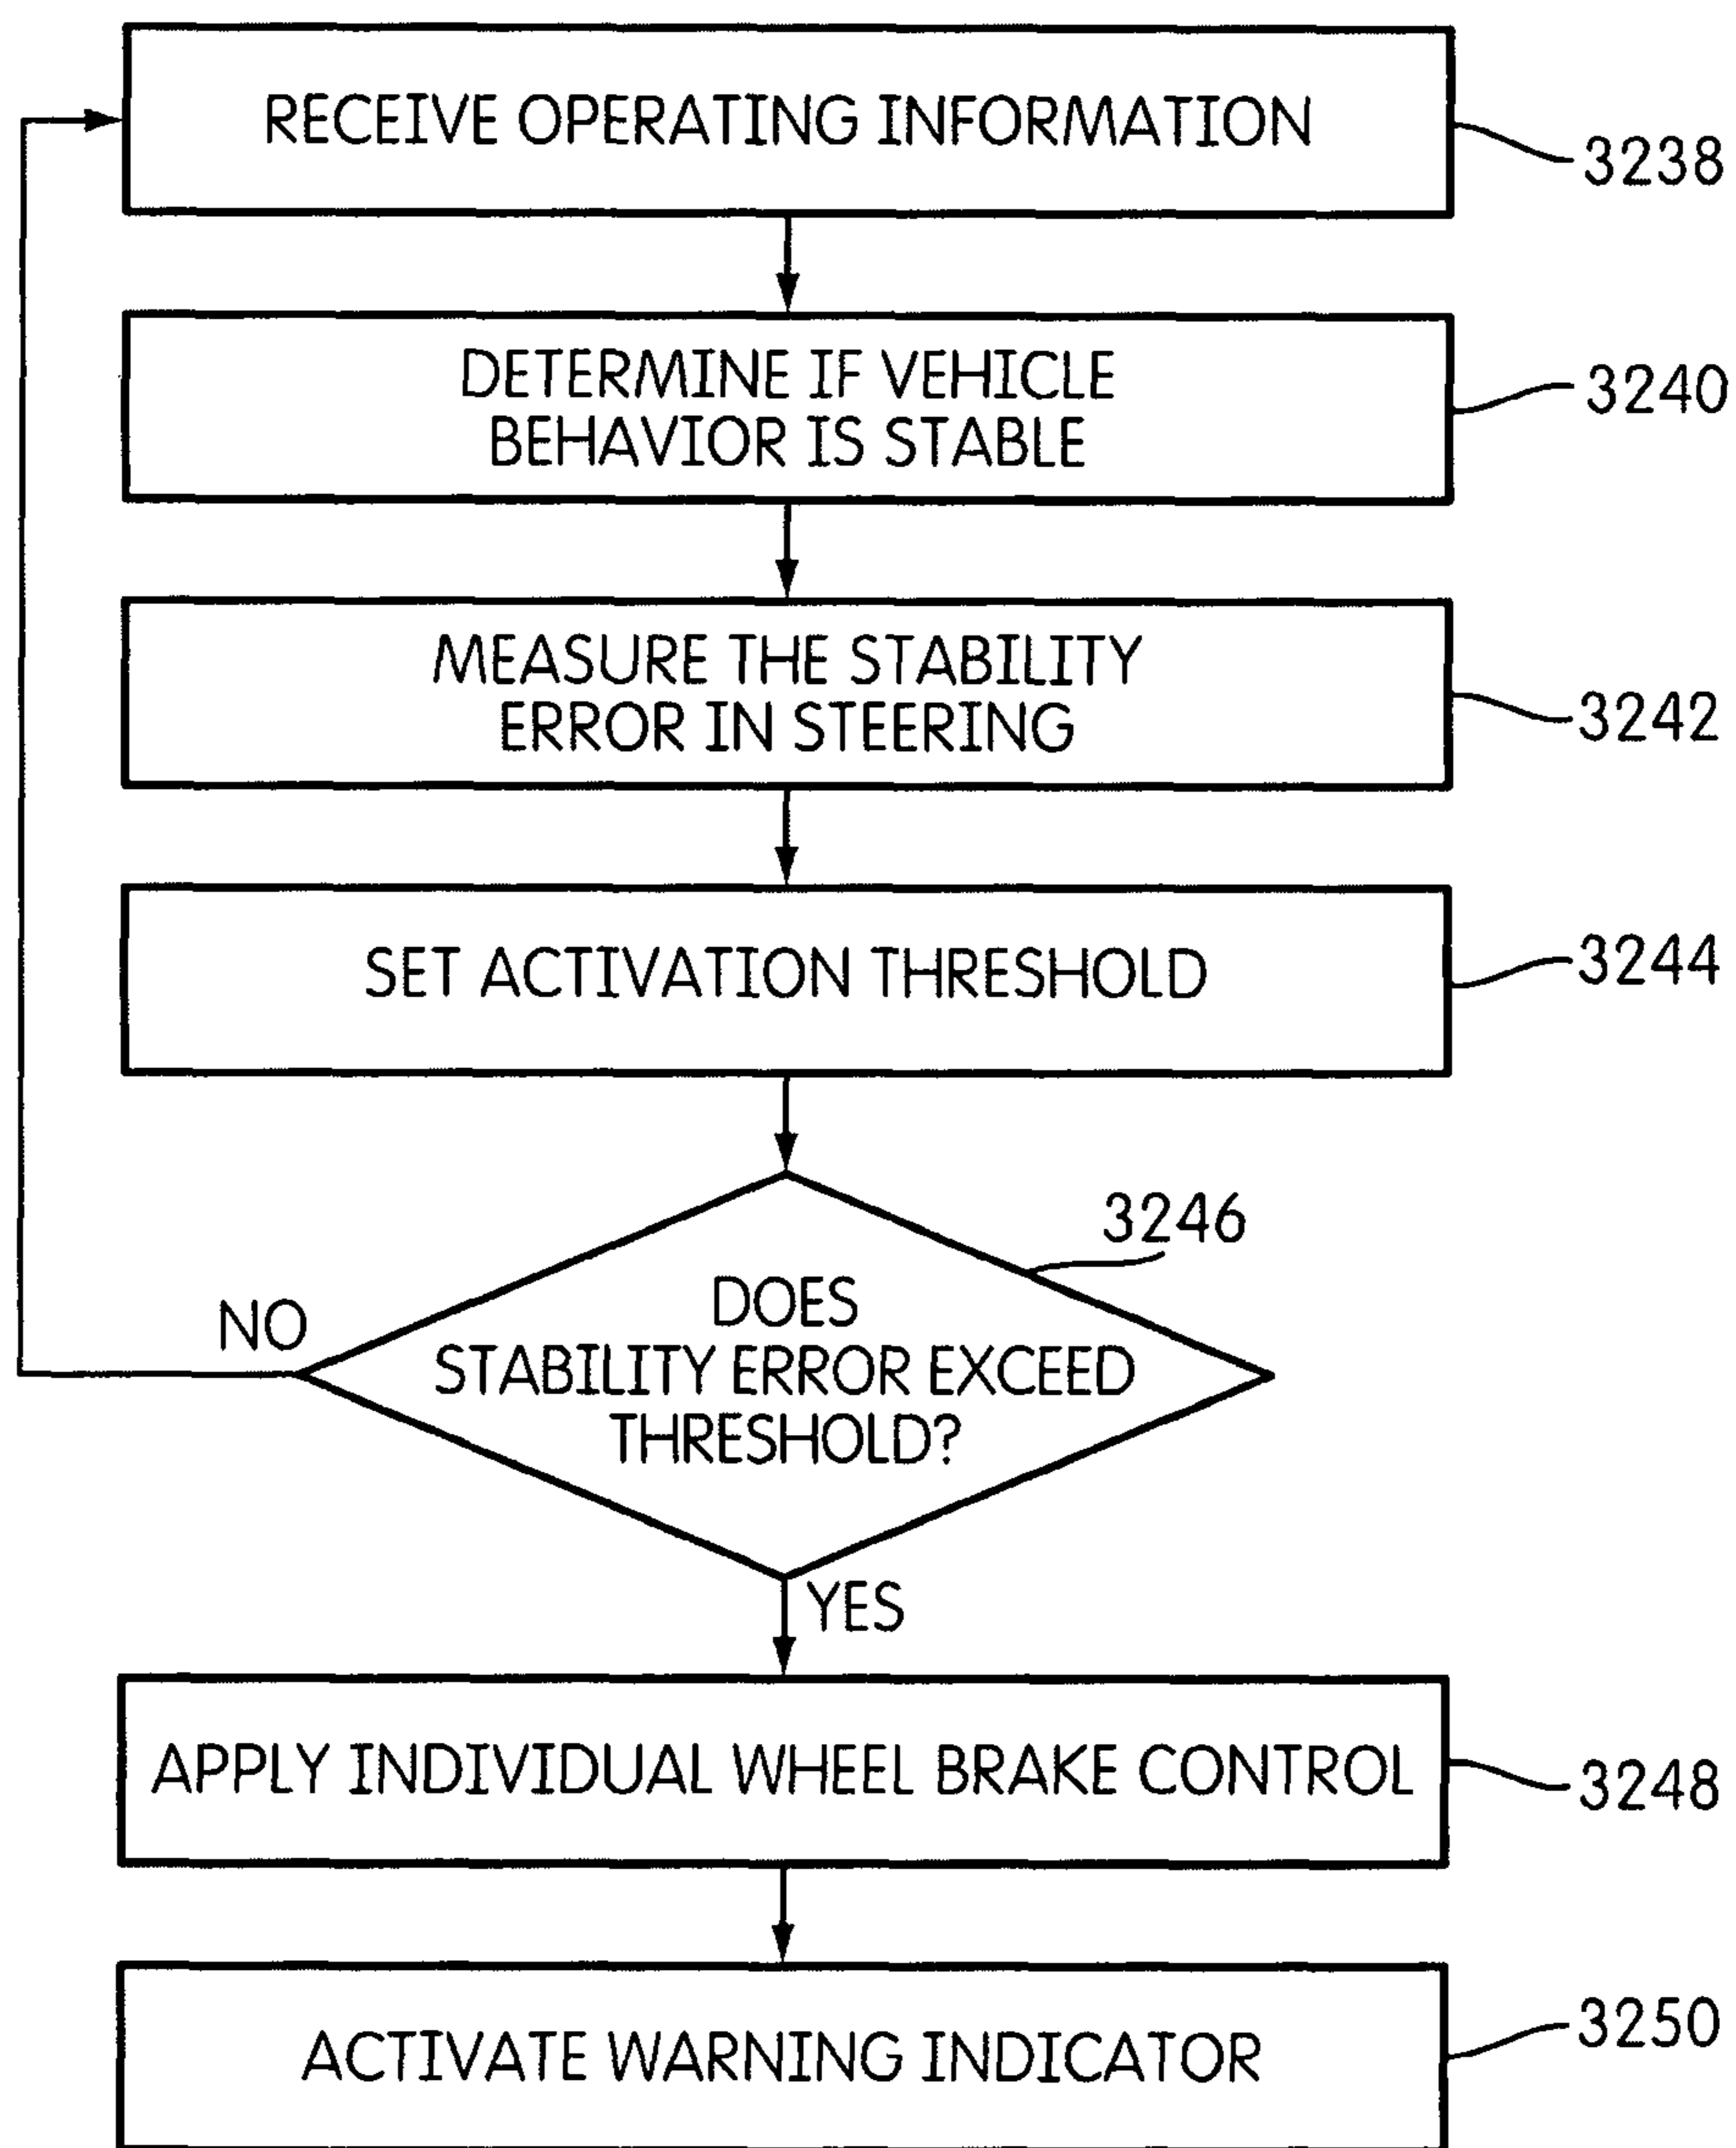 RECEIVE OPERATING INFORMATION
3238
DETERMINE IF VEHICLE
BEHAVIOR IS STABLE
3240
MEASURE THE STABILITY
ERROR IN STEERING
3242
SET ACTIVATION THRESHOLD
3244
3246
DOES
STABILITY ERROR EXCEED
THRESHOLD?
NO
YES
APPLY INDIVIDUAL WHEEL BRAKE CONTROL
3248
ACTIVATE WARNING INDICATOR
3250